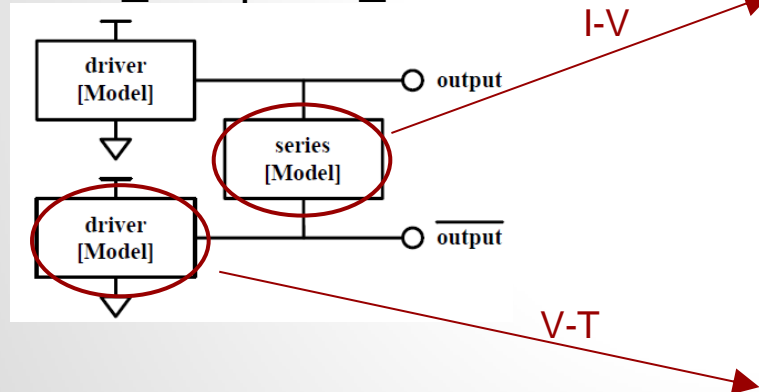 I-V
driver
[Model]
output
series
[Model]
driver
[Model]
output
V-T